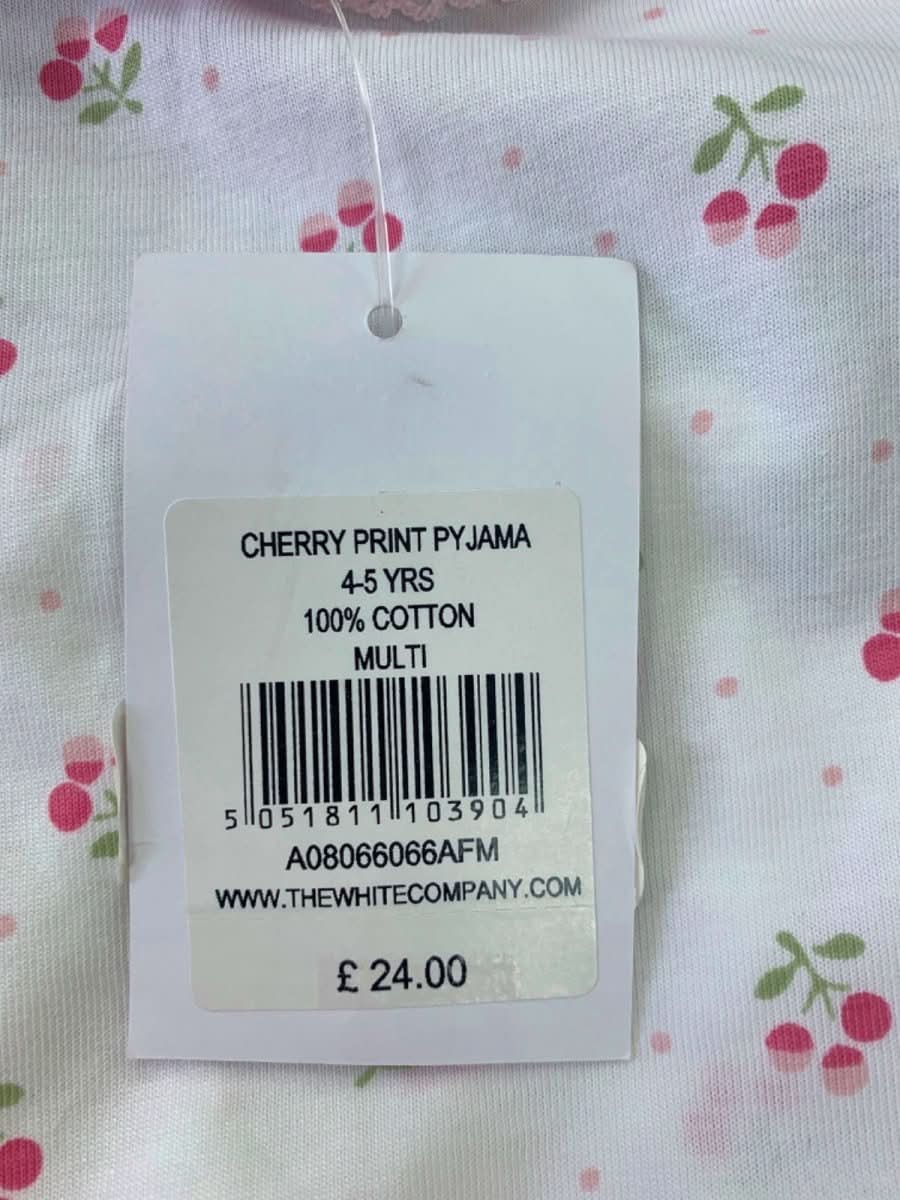 CHERRY PRINT PYJAMA
4-5 YRS
100% COTTON
MULTI
5 051811 103904
A08066066AFM
WWW.THEWHITECOMPANY.COM
£ 24.00